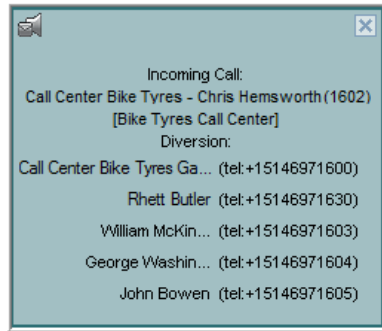 Incoming Call:
Call Center Bike Tyres - Chris Hemsworth (1602)
[Bike Tyres Call Center]
Diversion:
Call Center Bike Tyres Ga... (tel:+15146971600)
Rhett Butler (tel:+15146971630)
William McKin... (tel:+15146971603)
George Washin... (tel:+15146971604)
John Bowen (tel:+15146971605)